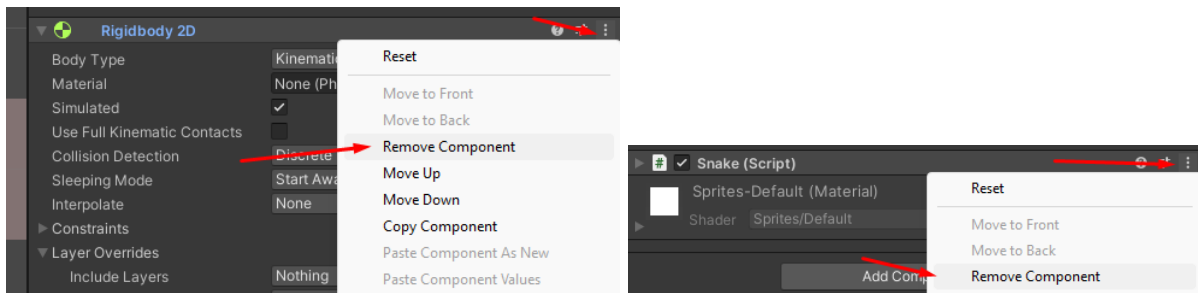 Rigidbody 2D
Body Type Kinemati
Material None (Ph
Simulated
Use Full Kinematic Contacts
Collision Detection Discrete
Sleeping Mode Start Awa
Interpolate None
Constraints
Layer Overrides
Include Layers Nothing
Reset
Move to Front
Move to Back
Remove Component
Move Up
Move Down
Copy Component
Paste Component As New
Paste Component Values
# Snake (Script)
Sprites-Default (Material)
Shader Sprites/Default
Add Comp
Reset
Move to Front
Move to Back
Remove Component